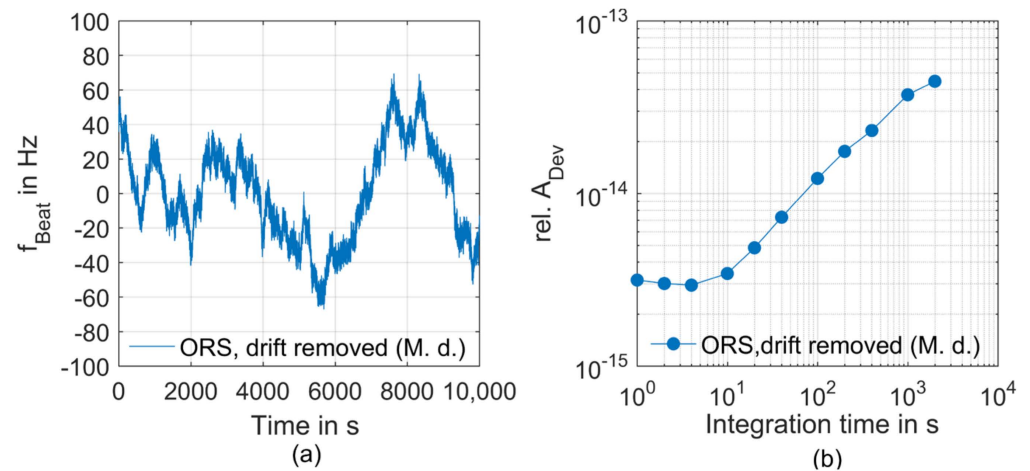 100
80
60
40
20
0
-20
-40
-60
-80
-100
f_Beat in Hz
ORS, drift removed (M. d.)
0 2000 4000 6000 8000 10,000
Time in s
(a)
10^-13
10^-14
10^-15
rel. A_Dev
ORS,drift removed (M. d.)
10^0 10^1 10^2 10^3 10^4
Integration time in s
(b)